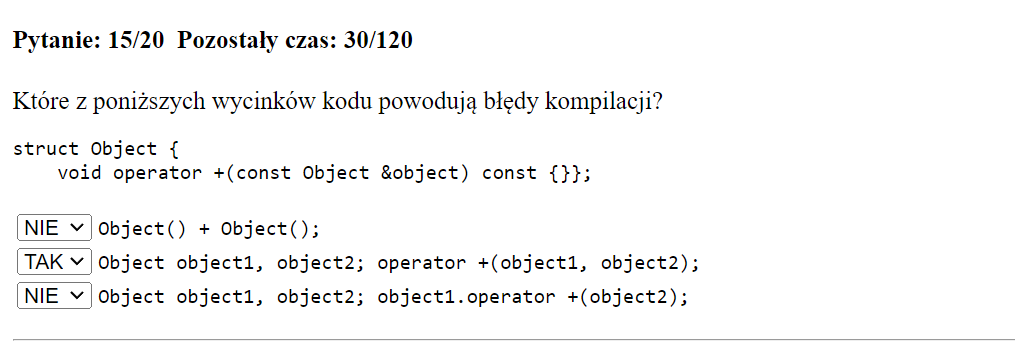 Pytanie: 15/20  Pozostały czas: 30/120
Które z poniższych wycinków kodu powodują błędy kompilacji?
struct Object {
    void operator +(const Object &object) const {}};
NIE Object() + Object();
TAK Object object1, object2; operator +(object1, object2);
NIE Object object1, object2; object1.operator +(object2);